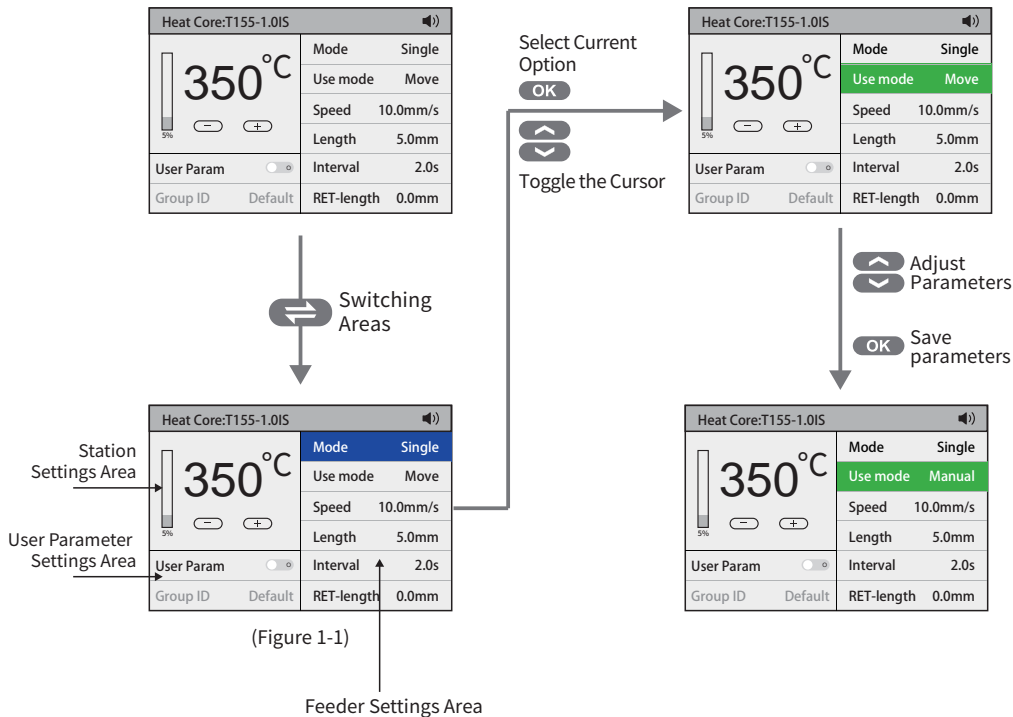 Heat Core:T155-1.0IS
350°C
5%
Mode Single
Use mode Move
Speed 10.0mm/s
Length 5.0mm
Interval 2.0s
RET-length 0.0mm
User Param
Group ID Default
Select Current
Option
OK
Toggle the Cursor
Heat Core:T155-1.0IS
350°C
5%
Mode Single
Use mode Move
Speed 10.0mm/s
Length 5.0mm
Interval 2.0s
RET-length 0.0mm
User Param
Group ID Default
Switching
Areas
Adjust
Parameters
OK
Save
parameters
Station
Settings Area
User Parameter
Settings Area
Heat Core:T155-1.0IS
350°C
5%
Mode Single
Use mode Move
Speed 10.0mm/s
Length 5.0mm
Interval 2.0s
RET-length 0.0mm
User Param
Group ID Default
(Figure 1-1)
Feeder Settings Area
Heat Core:T155-1.0IS
350°C
5%
Mode Single
Use mode Manual
Speed 10.0mm/s
Length 5.0mm
Interval 2.0s
RET-length 0.0mm
User Param
Group ID Default